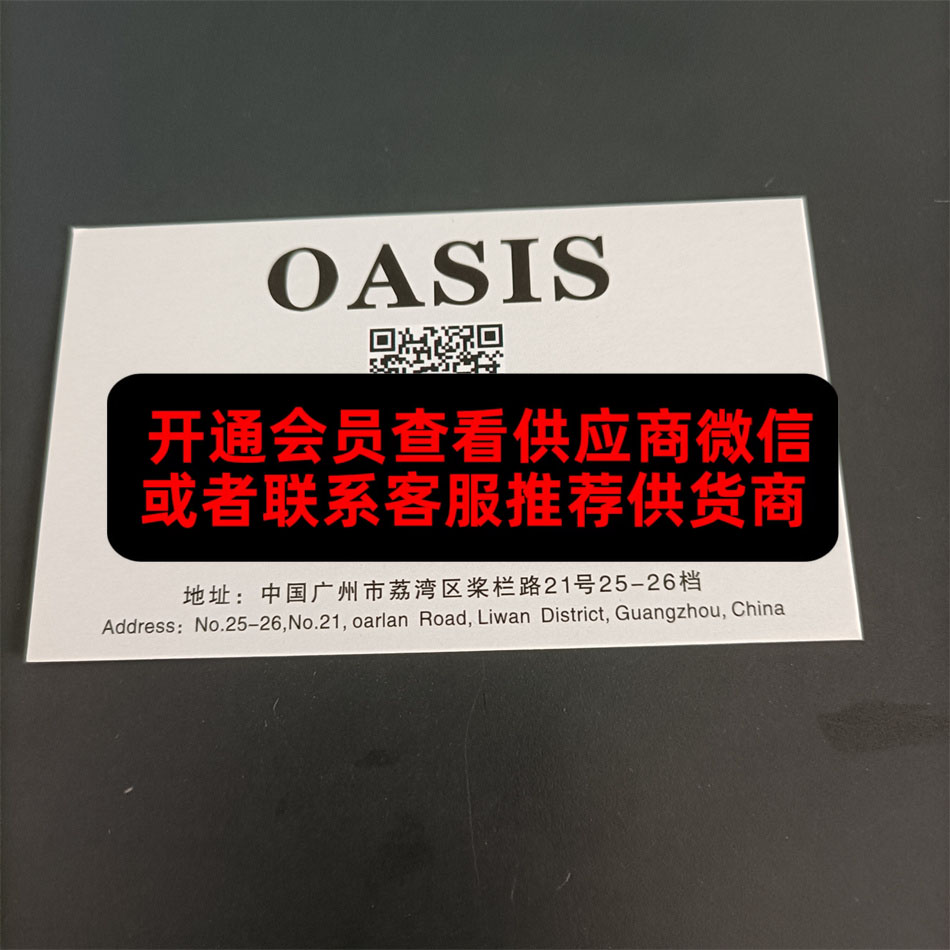 OASIS
开通会员查看供应商微信
或者联系客服推荐供货商
地址：中国广州市荔湾区桨栏路21号25-26档
Address: No.25-26,No.21, oarlan Road, Liwan District, Guangzhou, China